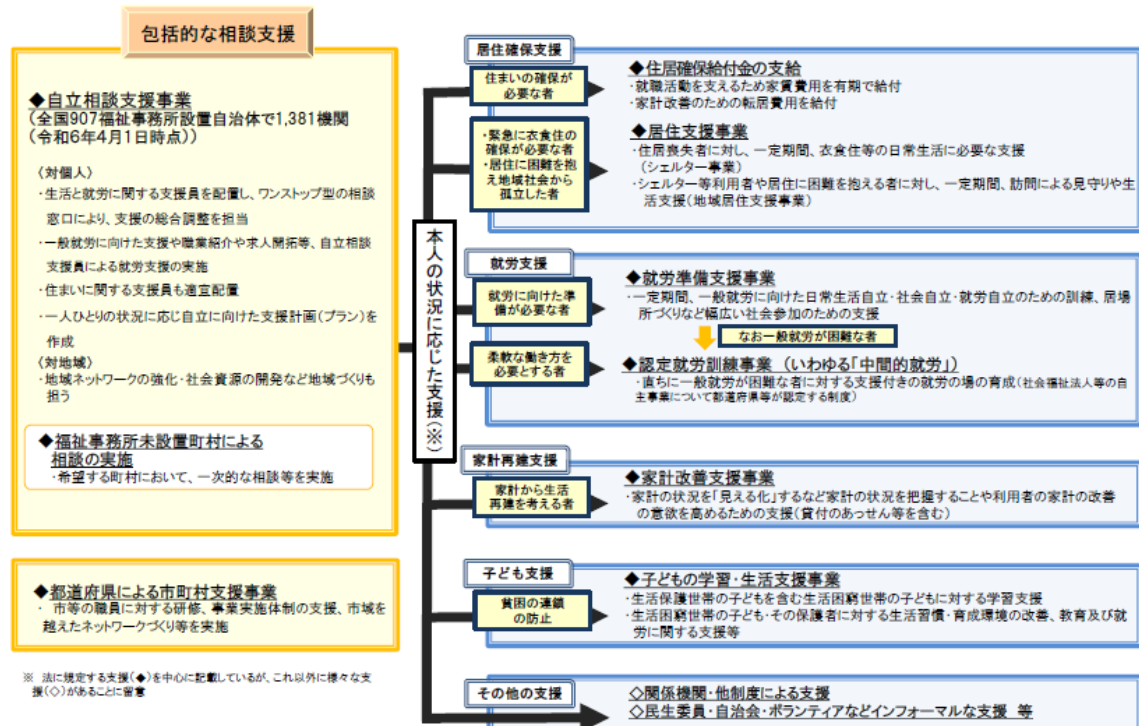 包括的な相談支援
◆自立相談支援事業
(全国907福祉事務所設置自治体で1,381機関
(令和6年4月1日時点))
〈対個人〉
・生活と就労に関する支援員を配置し、ワンストップ型の相談
窓口により、支援の総合調整を担当
・一般就労に向けた支援や職業紹介や求人開拓等、自立相談
支援員による就労支援の実施
・住まいに関する支援員も適宜配置
・一人ひとりの状況に応じ自立に向けた支援計画(プラン)を
作成
〈対地域〉
・地域ネットワークの強化・社会資源の開発など地域づくりも
担う
◆福祉事務所未設置町村による
相談の実施
・希望する町村において、一次的な相談等を実施
◆都道府県による市町村支援事業
・ 市等の職員に対する研修、事業実施体制の支援、市域を
越えたネットワークづくり等を実施
※ 法に規定する支援(◆)を中心に記載しているが、これ以外に様々な支
援(◇)があることに留意
本人の状況に応じた支援(※)
居住確保支援
住まいの確保が
必要な者
◆住居確保給付金の支給
・就職活動を支えるため家賃費用を有期で給付
・家計改善のための転居費用を給付
・緊急に衣食住の
確保が必要な者
・居住に困難を抱
え地域社会から
孤立した者
◆居住支援事業
・住居喪失者に対し、一定期間、衣食住等の日常生活に必要な支援
(シェルター事業)
・シェルター等利用者や居住に困難を抱える者に対し、一定期間、訪問による見守りや生
活支援(地域居住支援事業)
就労支援
就労に向けた準
備が必要な者
◆就労準備支援事業
・一定期間、一般就労に向けた日常生活自立・社会自立・就労自立のための訓練、居場
所づくりなど幅広い社会参加のための支援
なお一般就労が困難な者
柔軟な働き方を
必要とする者
◆認定就労訓練事業 (いわゆる「中間的就労」)
・直ちに一般就労が困難な者に対する支援付きの就労の場の育成(社会福祉法人等の自
主事業について都道府県等が認定する制度)
家計再建支援
家計から生活
再建を考える者
◆家計改善支援事業
・家計の状況を「見える化」するなど家計の状況を把握することや利用者の家計の改善
の意欲を高めるための支援(貸付のあっせん等を含む)
子ども支援
貧困の連鎖
の防止
◆子どもの学習・生活支援事業
・生活保護世帯の子どもを含む生活困窮世帯の子どもに対する学習支援
・生活困窮世帯の子ども・その保護者に対する生活習慣・育成環境の改善、教育及び就
労に関する支援等
その他の支援
◇関係機関・他制度による支援
◇民生委員・自治会・ボランティアなどインフォーマルな支援 等